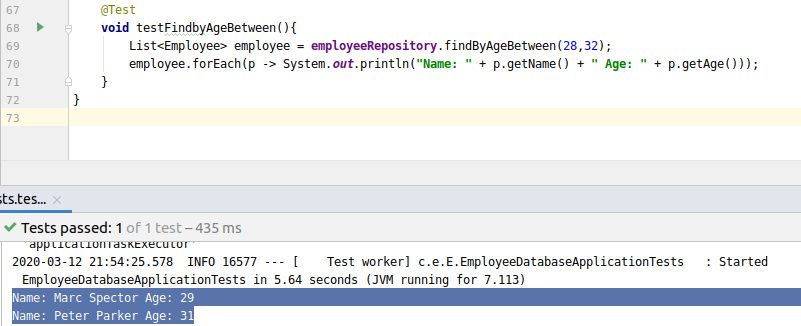 67 @Test
68 void testFindbyAgeBetween(){
69 List<Employee> employee = employeeRepository.findByAgeBetween(28,32);
70 employee.forEach(p -> System.out.println("Name: " + p.getName() + " Age: " + p.getAge()));
71 }
72 }
73
sts.tes... ×
Tests passed: 1 of 1 test – 435 ms
'applicationTaskExecutor'
2020-03-12 21:54:25.578 INFO 16577 --- [ Test worker] c.e.E.EmployeeDatabaseApplicationTests : Started
EmployeeDatabaseApplicationTests in 5.64 seconds (JVM running for 7.113)
Name: Marc Spector Age: 29
Name: Peter Parker Age: 31